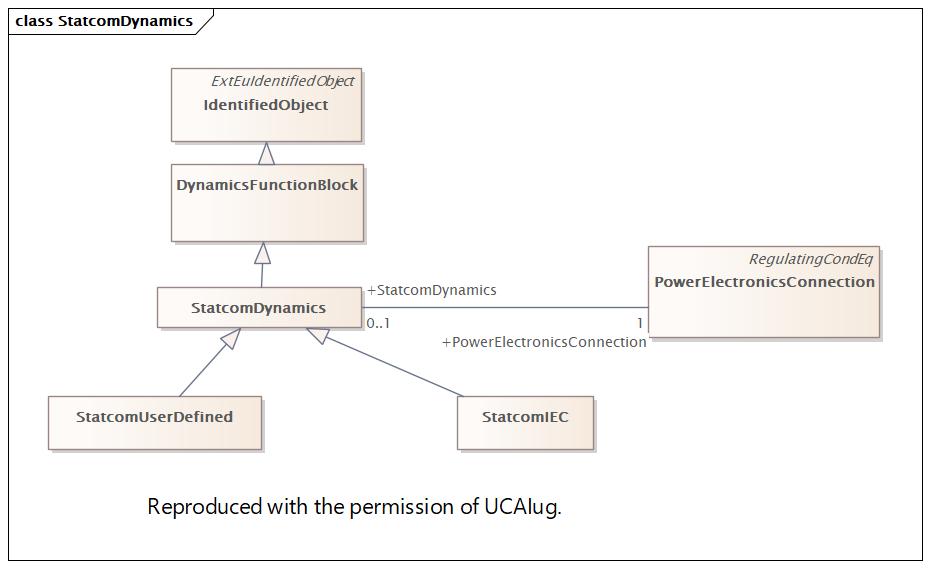 class StatcomDynamics
ExtEuIdentifiedObject
IdentifiedObject
DynamicsFunctionBlock
StatcomDynamics
+StatcomDynamics
0..1
1
+PowerElectronicsConnection
RegulatingCondEq
PowerElectronicsConnection
StatcomUserDefined
StatcomIEC
Reproduced with the permission of UCAIug.